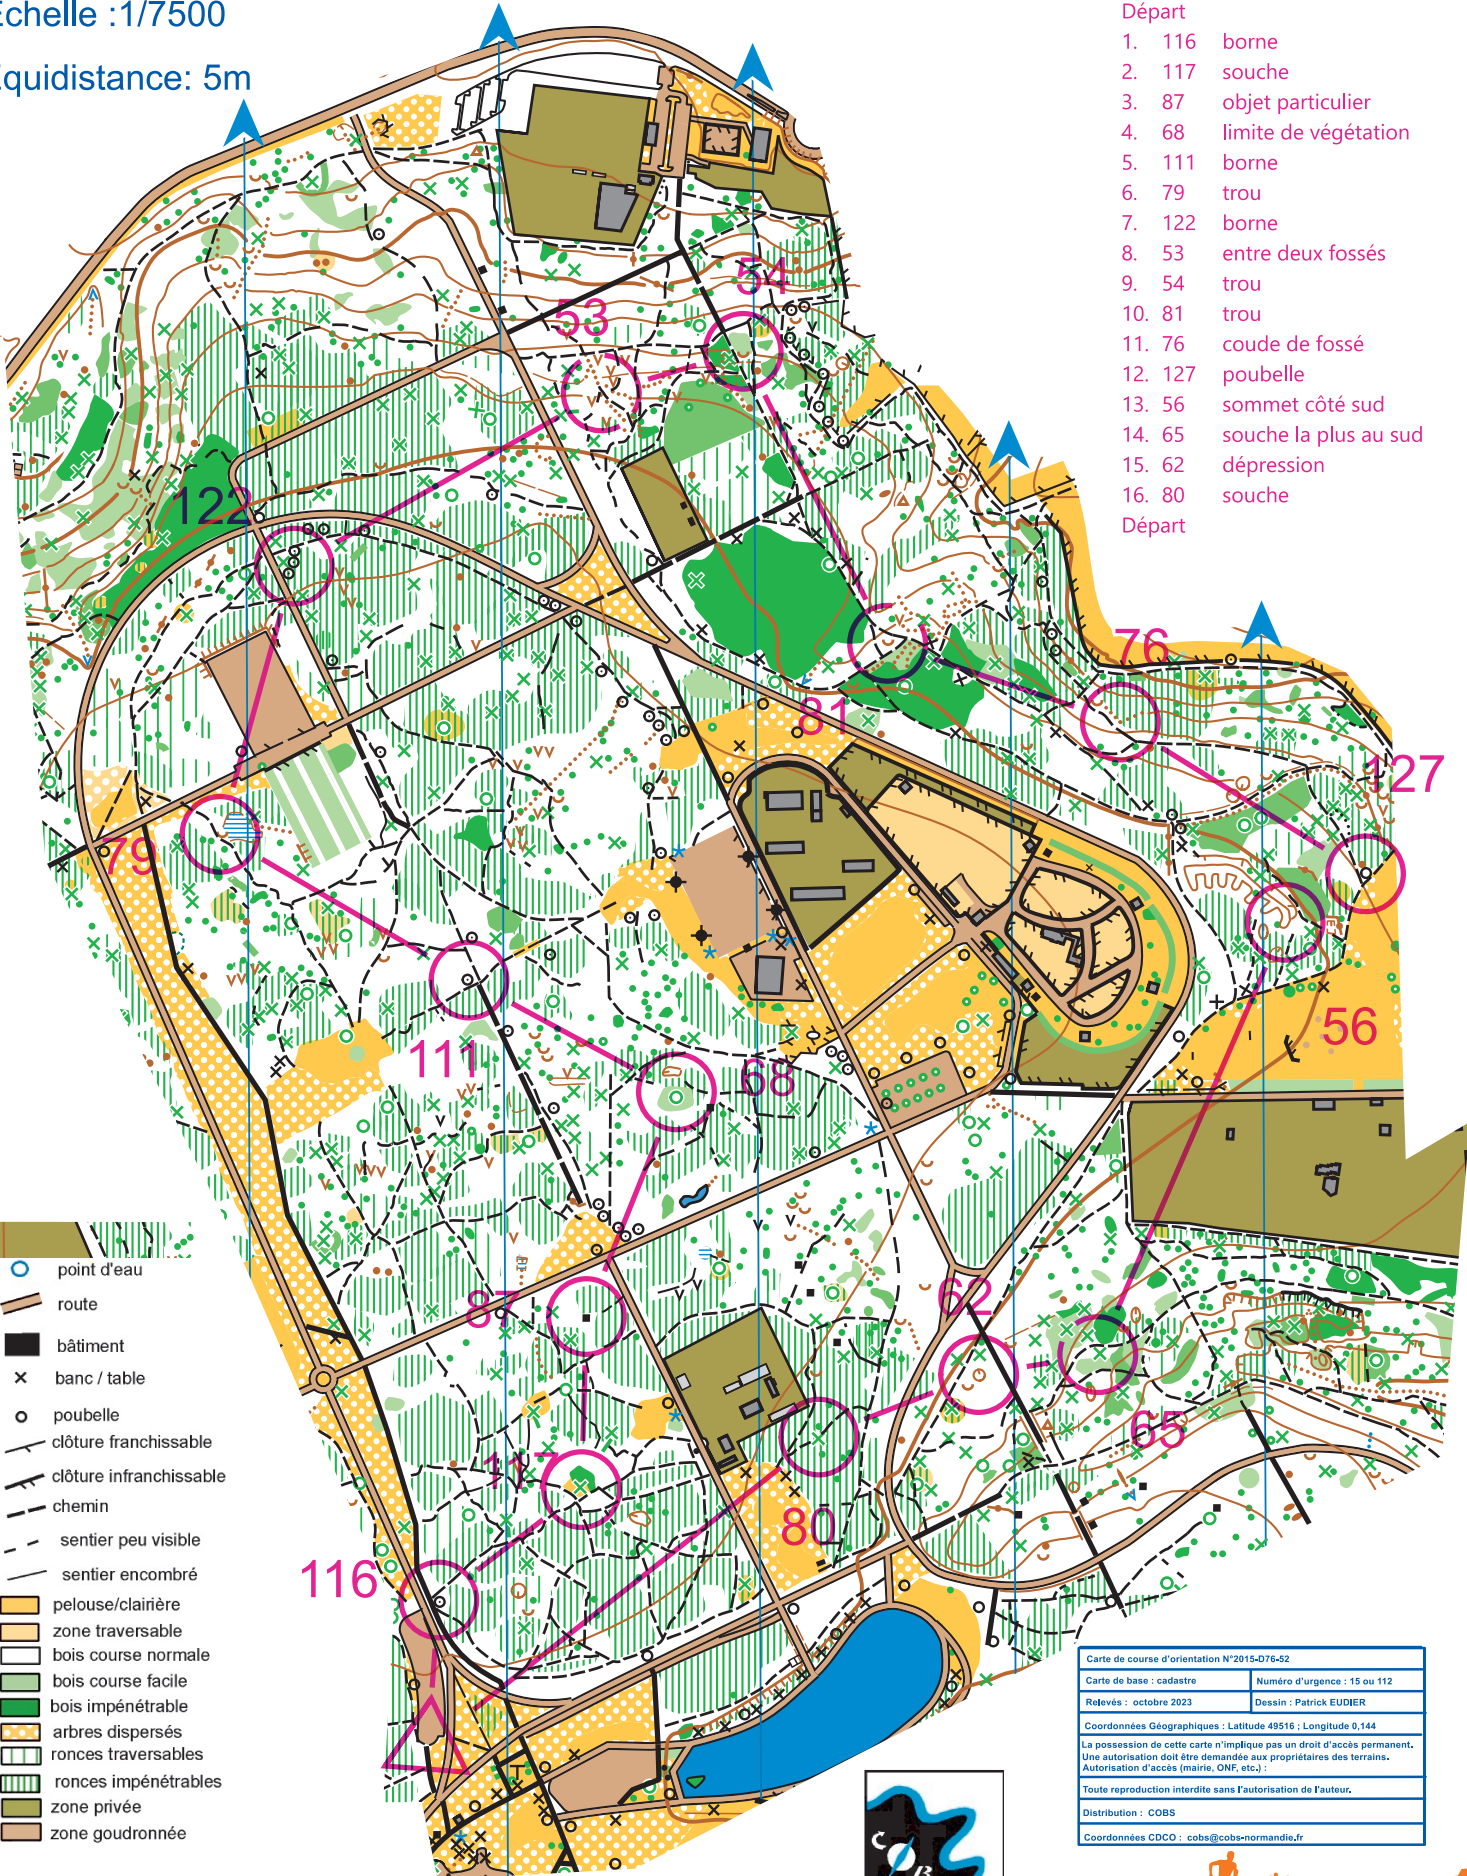 Echelle :1/7500
Equidistance: 5m
Départ
1. 116 borne
2. 117 souche
3. 87 objet particulier
4. 68 limite de végétation
5. 111 borne
6. 79 trou
7. 122 borne
8. 53 entre deux fossés
9. 54 trou
10. 81 trou
11. 76 coude de fossé
12. 127 poubelle
13. 56 sommet côté sud
14. 65 souche la plus au sud
15. 62 dépression
16. 80 souche
Départ
54
53
122
76
81
127
79
56
111
68
62
87
65
117
80
116
point d'eau
route
bâtiment
banc / table
poubelle
clôture franchissable
clôture infranchissable
chemin
sentier peu visible
sentier encombré
pelouse/clairière
zone traversable
bois course normale
bois course facile
bois impénétrable
arbres dispersés
ronces traversables
ronces impénétrables
zone privée
zone goudronnée
Carte de course d'orientation N°2015-D76-52
Carte de base : cadastre Numéro d'urgence : 15 ou 112
Relevés : octobre 2023 Dessin : Patrick EUDIER
Coordonnées Géographiques : Latitude 49516 ; Longitude 0,144
La possession de cette carte n'implique pas un droit d'accès permanent.
Une autorisation doit être demandée aux propriétaires des terrains.
Autorisation d'accès (mairie, ONF, etc.) :
Toute reproduction interdite sans l'autorisation de l'auteur.
Distribution : COBS
Coordonnées CDCO : cobs@cobs-normandie.fr